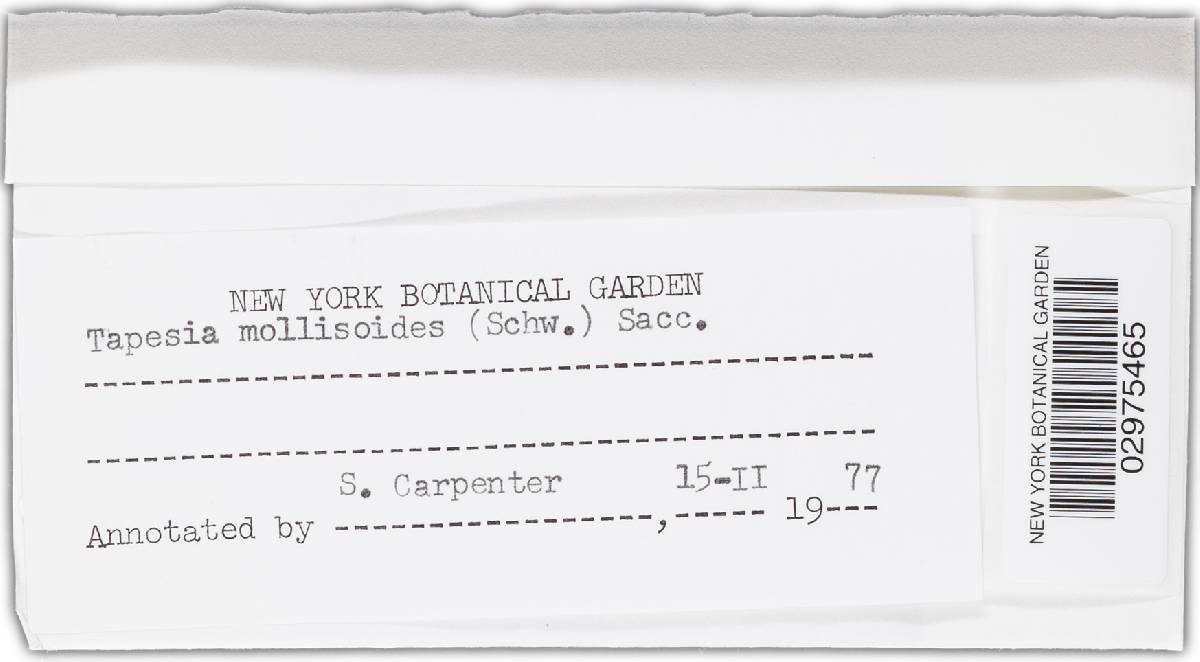 NEW YORK BOTANICAL GARDEN
Tapesia mollisoides (Schw.) Sacc.
S. Carpenter 15-II 77
Annotated by -----------------,----- 19---
NEW YORK BOTANICAL GARDEN
02975465